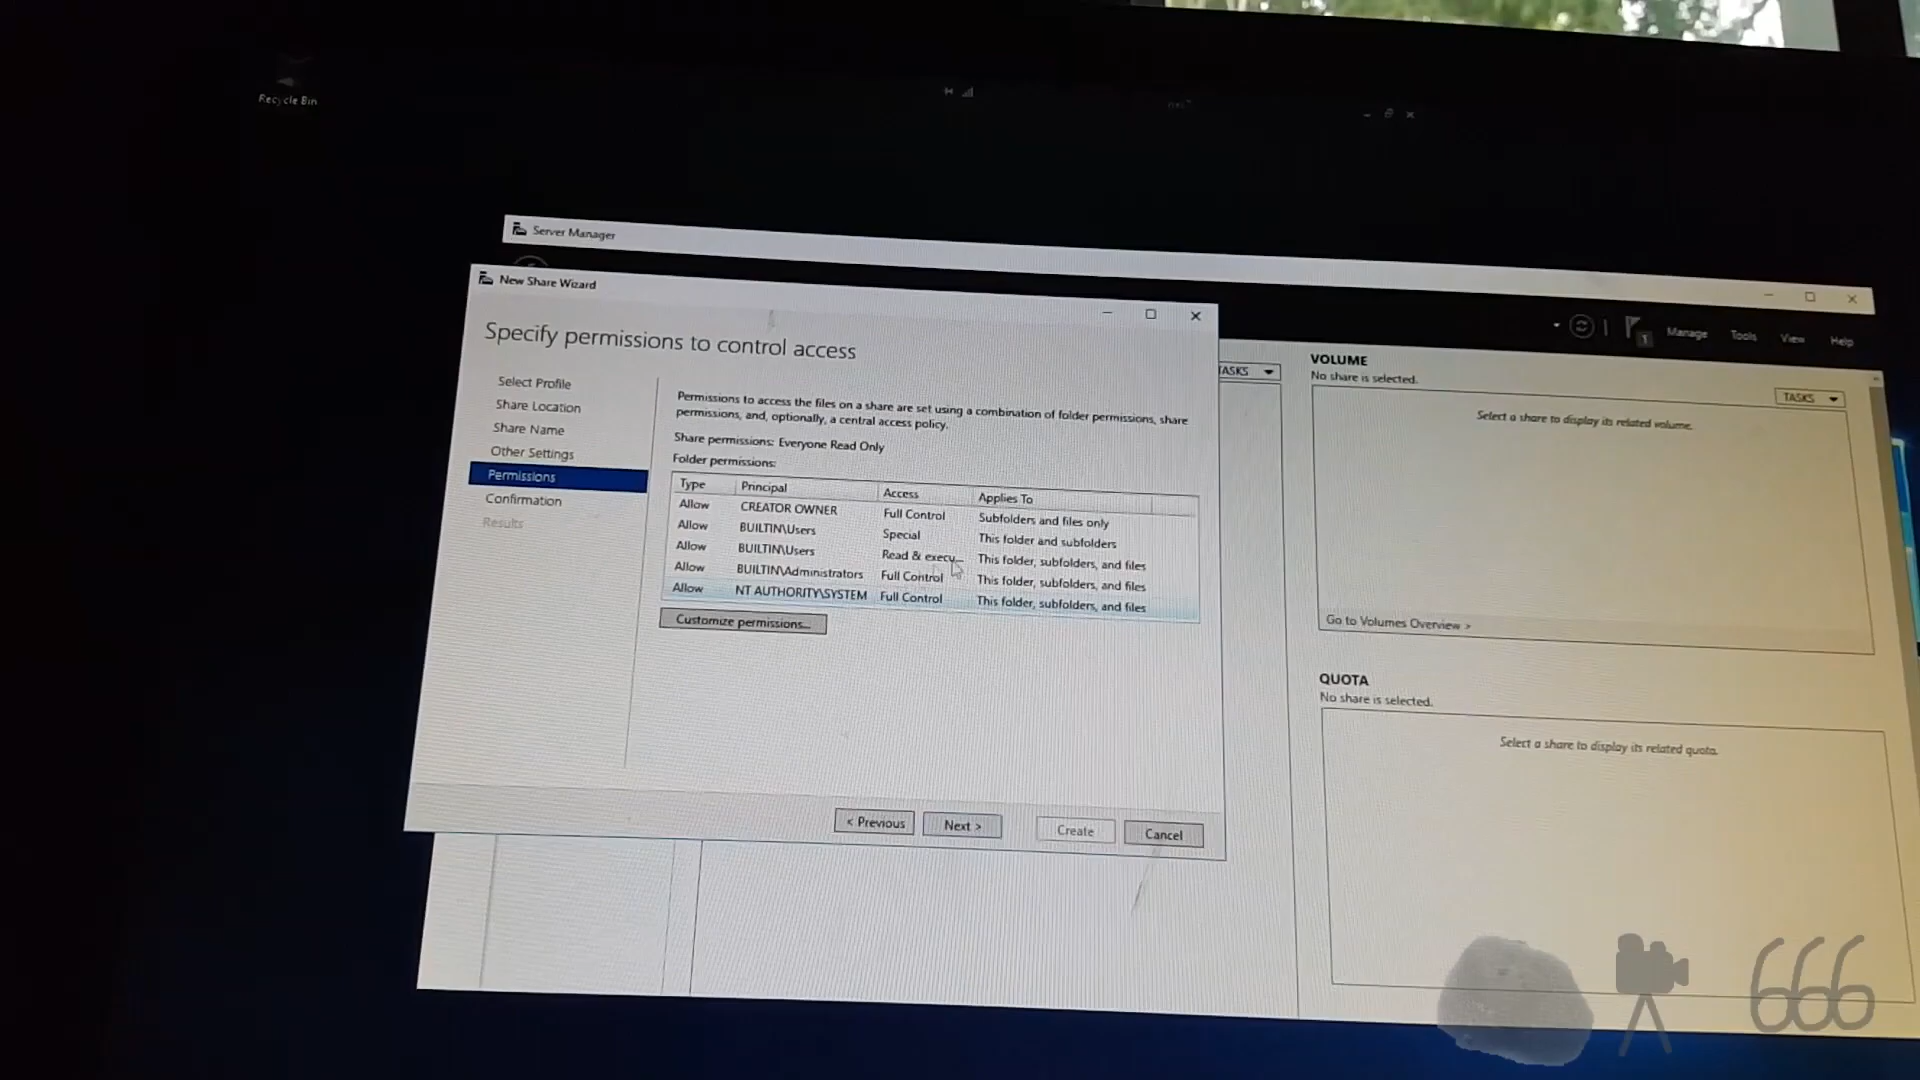 Recycle Bin
Server Manager
New Share Wizard
Specify permissions to control access
Select Profile
Share Location
Share Name
Other Settings
Permissions
Confirmation
Results
Permissions to access the files on a share are set using a combination of folder permissions, share
permissions, and, optionally, a central access policy.
Share permissions: Everyone Read Only
Folder permissions:
Type Principal Access Applies To
Allow CREATOR OWNER Full Control Subfolders and files only
Allow BUILTIN\Users Special This folder and subfolders
Allow BUILTIN\Users Read & execu... This folder, subfolders, and files
Allow BUILTIN\Administrators Full Control This folder, subfolders, and files
Allow NT AUTHORITY\SYSTEM Full Control This folder, subfolders, and files
Customize permissions...
< Previous
Next >
Create
Cancel
1
Manage
Tools
View
Help
TASKS
VOLUME
No share is selected.
TASKS
Select a share to display its related volume.
Go to Volumes Overview >
QUOTA
No share is selected.
Select a share to display its related quota.
666